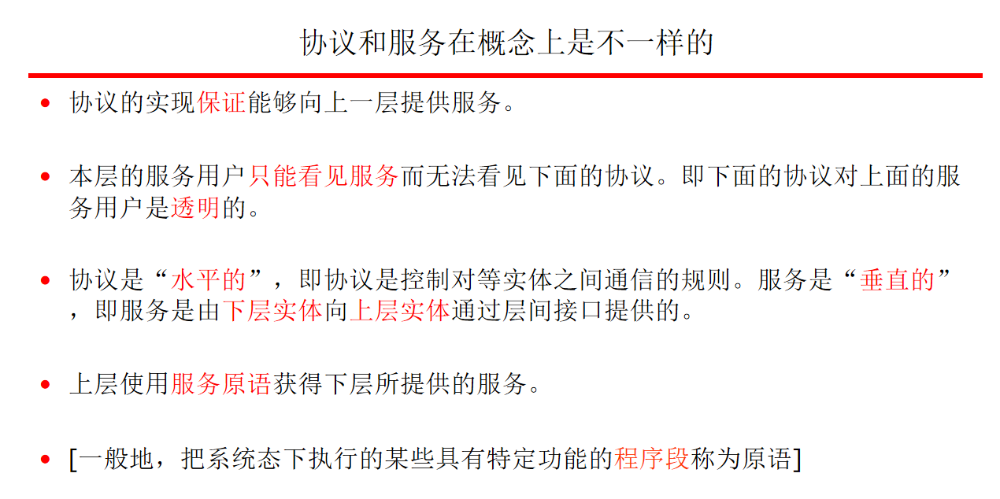 协议和服务在概念上是不一样的
• 协议的实现保证能够向上一层提供服务。
• 本层的服务用户只能看见服务而无法看见下面的协议。即下面的协议对上面的服
务用户是透明的。
• 协议是“水平的”，即协议是控制对等实体之间通信的规则。服务是“垂直的”
，即服务是由下层实体向上层实体通过层间接口提供的。
• 上层使用服务原语获得下层所提供的服务。
• [一般地，把系统态下执行的某些具有特定功能的程序段称为原语]